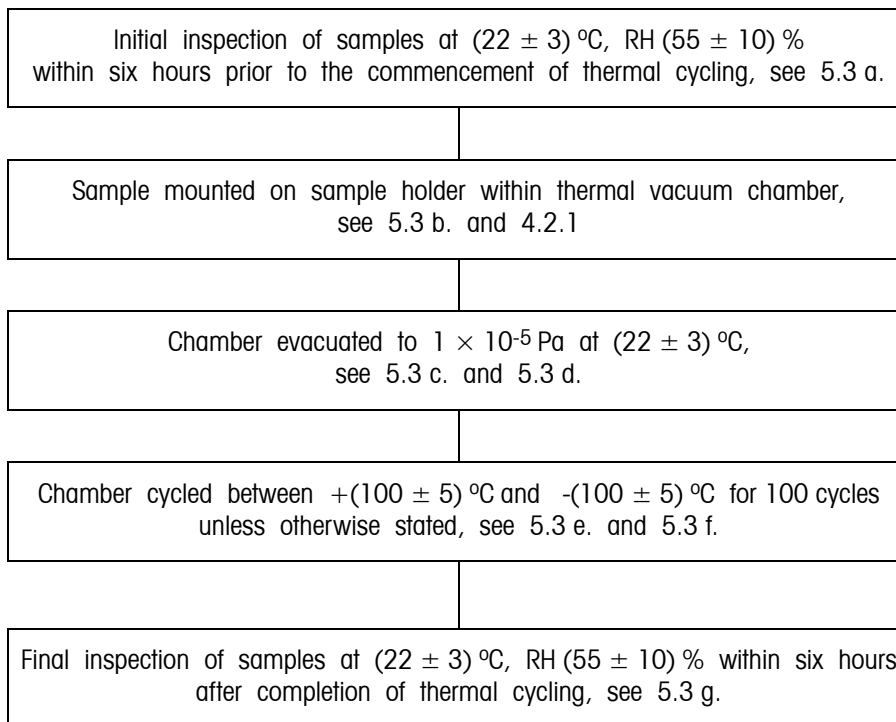 Initial inspection of samples at (22 ± 3) ºC, RH (55 ± 10) %
within six hours prior to the commencement of thermal cycling, see 5.3 a.
Sample mounted on sample holder within thermal vacuum chamber,
see 5.3 b. and 4.2.1
Chamber evacuated to 1 × 10⁻⁵ Pa at (22 ± 3) ºC,
see 5.3 c. and 5.3 d.
Chamber cycled between +(100 ± 5) ºC and -(100 ± 5) ºC for 100 cycles
unless otherwise stated, see 5.3 e. and 5.3 f.
Final inspection of samples at (22 ± 3) ºC, RH (55 ± 10) % within six hours
after completion of thermal cycling, see 5.3 g.